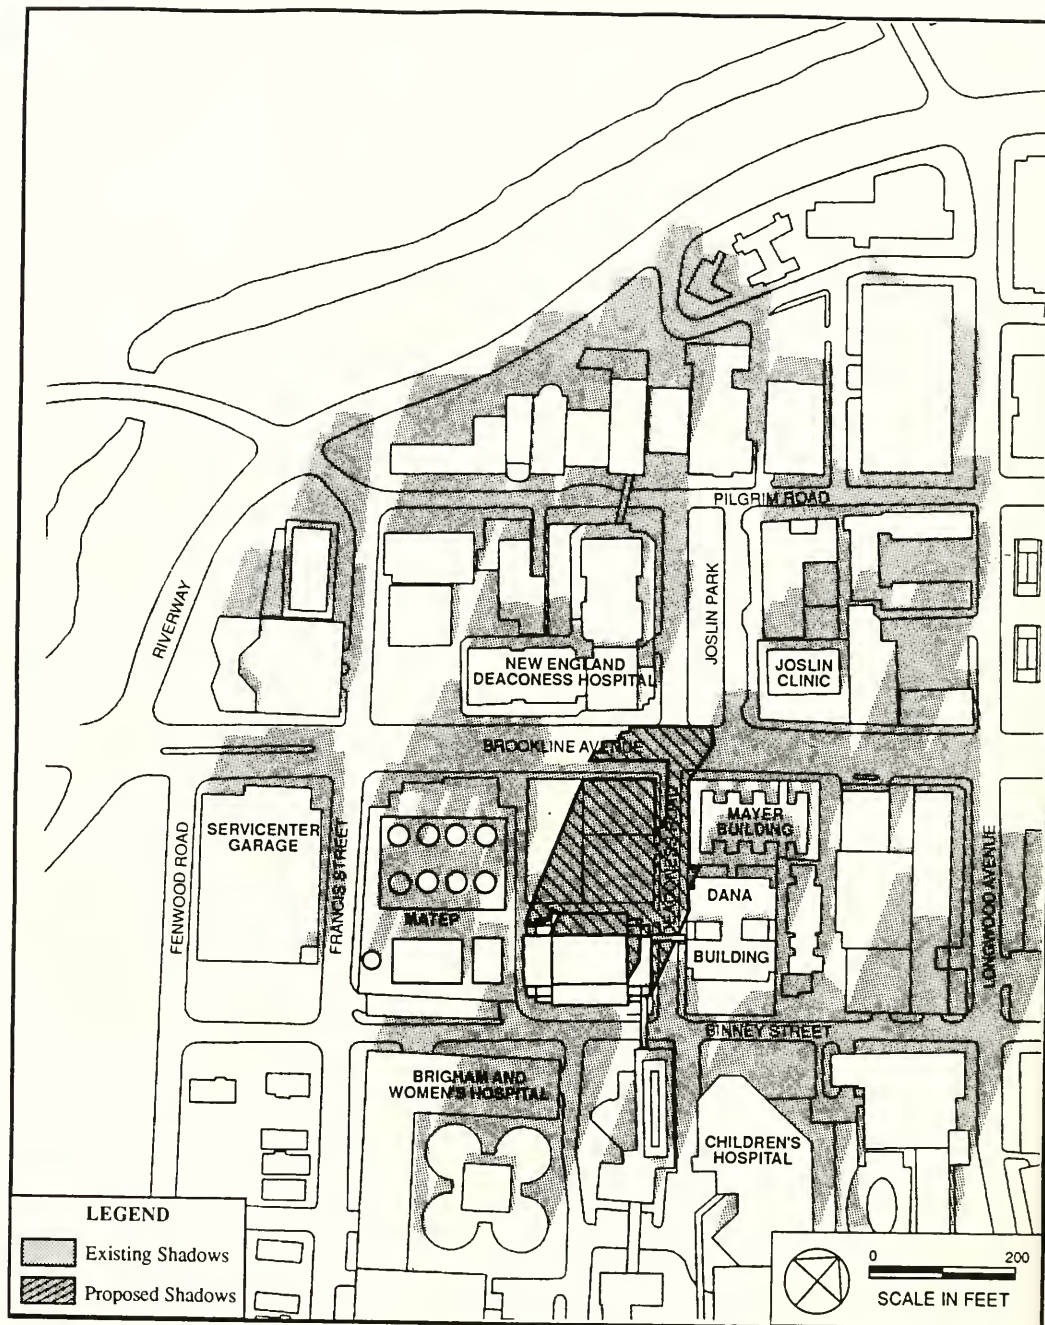 PILGRIM ROAD
JOSLIN PARK
RIVERWAY
NEW ENGLAND
DEACONESS HOSPITAL
JOSLIN
CLINIC
BROOKLINE AVENUE
DEACONESS ROAD
MAYER
BUILDING
SERVICENTER
GARAGE
FENWOOD ROAD
FRANCIS STREET
MATEP
DANA
BUILDING
LONGWOOD AVENUE
BINNEY STREET
BRIGHAM AND
WOMEN'S HOSPITAL
CHILDREN'S
HOSPITAL
LEGEND
Existing Shadows
Proposed Shadows
0 200
SCALE IN FEET